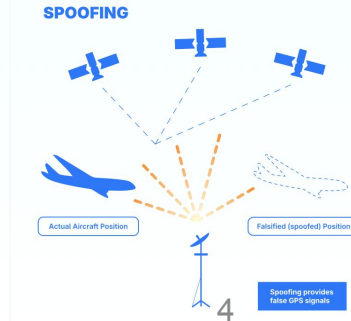 SPOOFING
Actual Aircraft Position
Falsified (spoofed) Position
Spoofing provides
false GPS signals
4